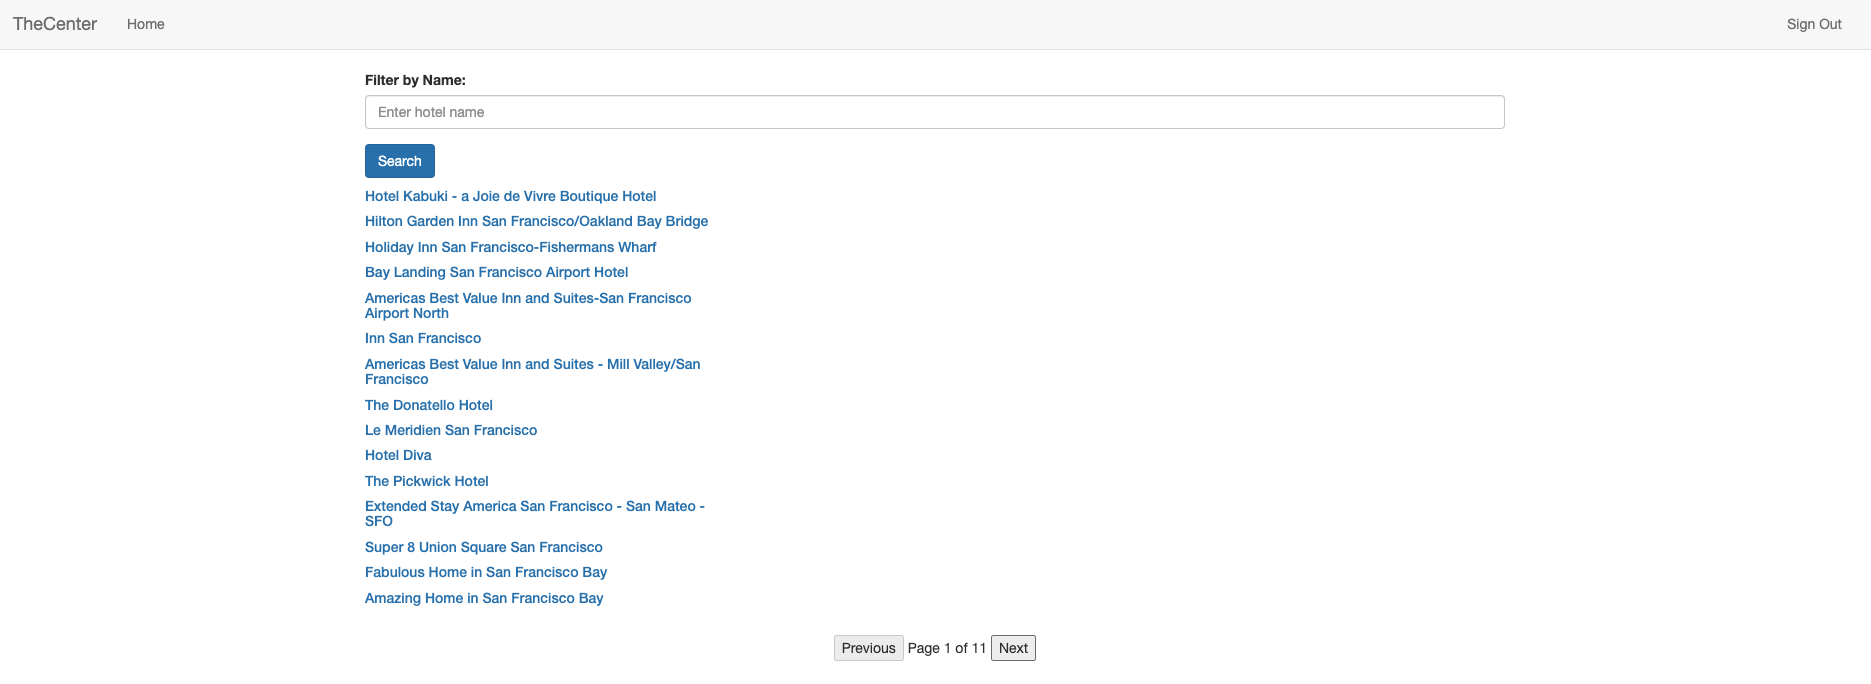 TheCenter Home Sign Out
Filter by Name:
Enter hotel name
Search
Hotel Kabuki - a Joie de Vivre Boutique Hotel
Hilton Garden Inn San Francisco/Oakland Bay Bridge
Holiday Inn San Francisco-Fishermans Wharf
Bay Landing San Francisco Airport Hotel
Americas Best Value Inn and Suites-San Francisco
Airport North
Inn San Francisco
Americas Best Value Inn and Suites - Mill Valley/San
Francisco
The Donatello Hotel
Le Meridien San Francisco
Hotel Diva
The Pickwick Hotel
Extended Stay America San Francisco - San Mateo -
SFO
Super 8 Union Square San Francisco
Fabulous Home in San Francisco Bay
Amazing Home in San Francisco Bay
Previous Page 1 of 11 Next